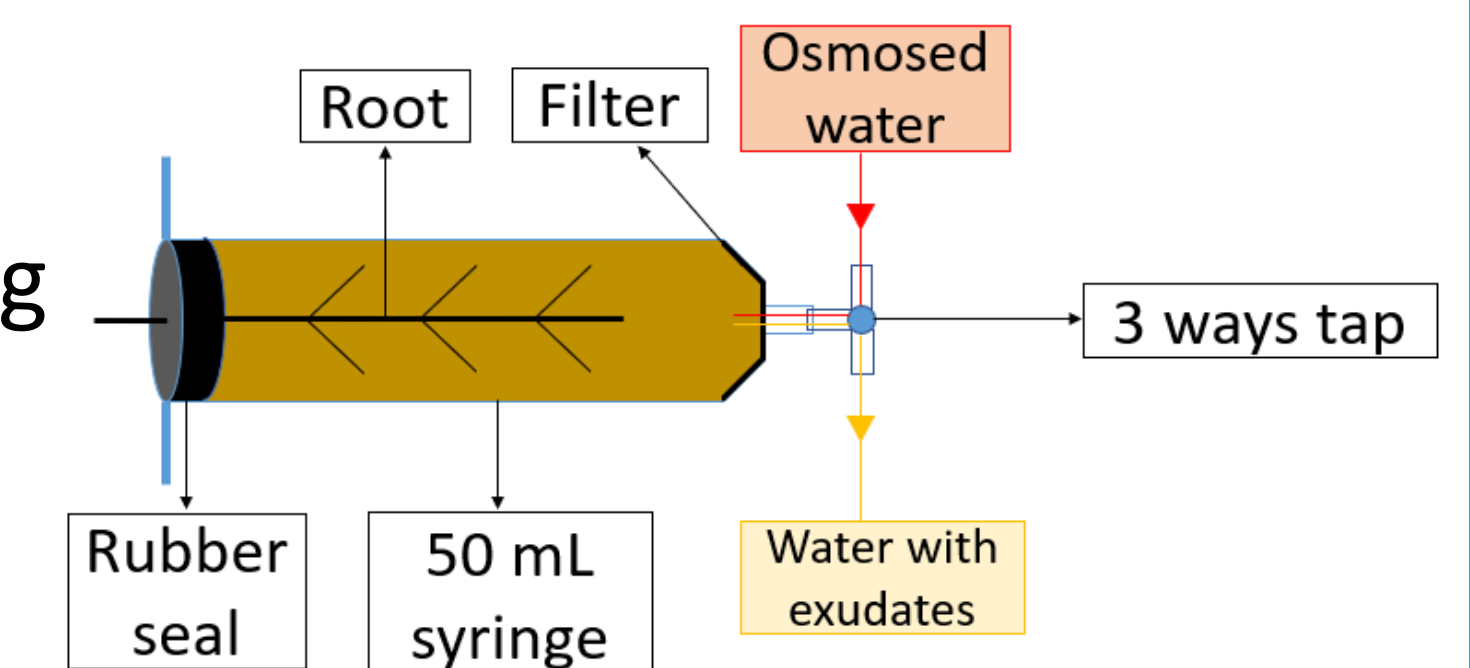 Osmosed
water
Root
Filter
g
3 ways tap
Rubber
seal
50 mL
syringe
Water with
exudates